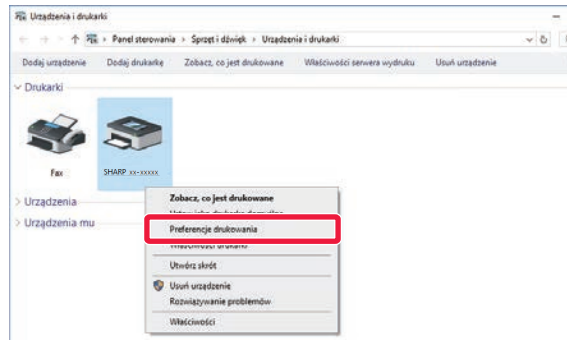 Urządzenia i drukarki
Panel sterowania › Sprzęt i dźwięk › Urządzenia i drukarki
Dodaj urządzenie Dodaj drukarkę Zobacz, co jest drukowane Właściwości serwera wydruku Usuń urządzenie
Drukarki
Fax SHARP xx-xxxxx
Urządzenia
Urządzenia mu
Zobacz, co jest drukowane
Preferencje drukowania
Właściwości drukarki
Utwórz skrót
Usuń urządzenie
Rozwiązywanie problemów
Właściwości